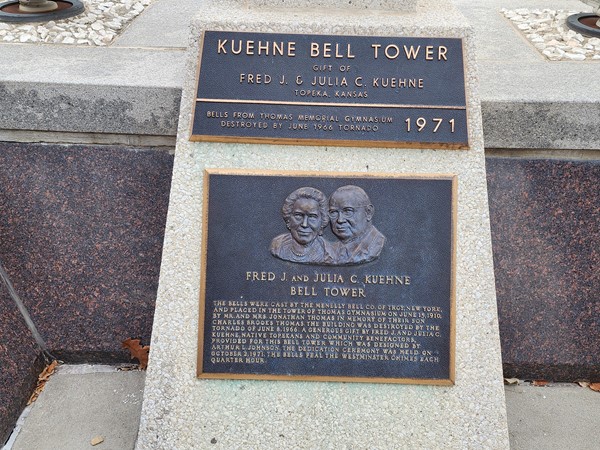 KUEHNE BELL TOWER
GIFT OF
FRED J. & JULIA C. KUEHNE
TOPEKA, KANSAS
BELLS FROM THOMAS MEMORIAL GYMNASIUM
DESTROYED BY JUNE 1966 TORNADO
1971
FRED J. AND JULIA C. KUEHNE
BELL TOWER
THE BELLS WERE CAST BY THE MENEELY BELL CO. OF TROY, NEW YORK,
AND PLACED IN THE TOWER OF THOMAS GYMNASIUM ON JUNE 15, 1910,
BY MR. AND MRS. JONATHAN THOMAS IN MEMORY OF THEIR SON
CHARLES BROOKS THOMAS. THE BUILDING WAS DESTROYED BY THE
TORNADO OF JUNE 8, 1966. A GENEROUS GIFT BY FRED J. AND JULIA C.
KUEHNE, NATIVE TOPEKANS AND COMMUNITY BENEFACTORS,
PROVIDED FOR THIS BELL TOWER WHICH WAS DESIGNED BY
ARTHUR L. JOHNSON. THE DEDICATION CEREMONY WAS HELD ON
OCTOBER 3, 1971. THE BELLS PEAL THE WESTMINSTER CHIMES EACH
QUARTER HOUR.